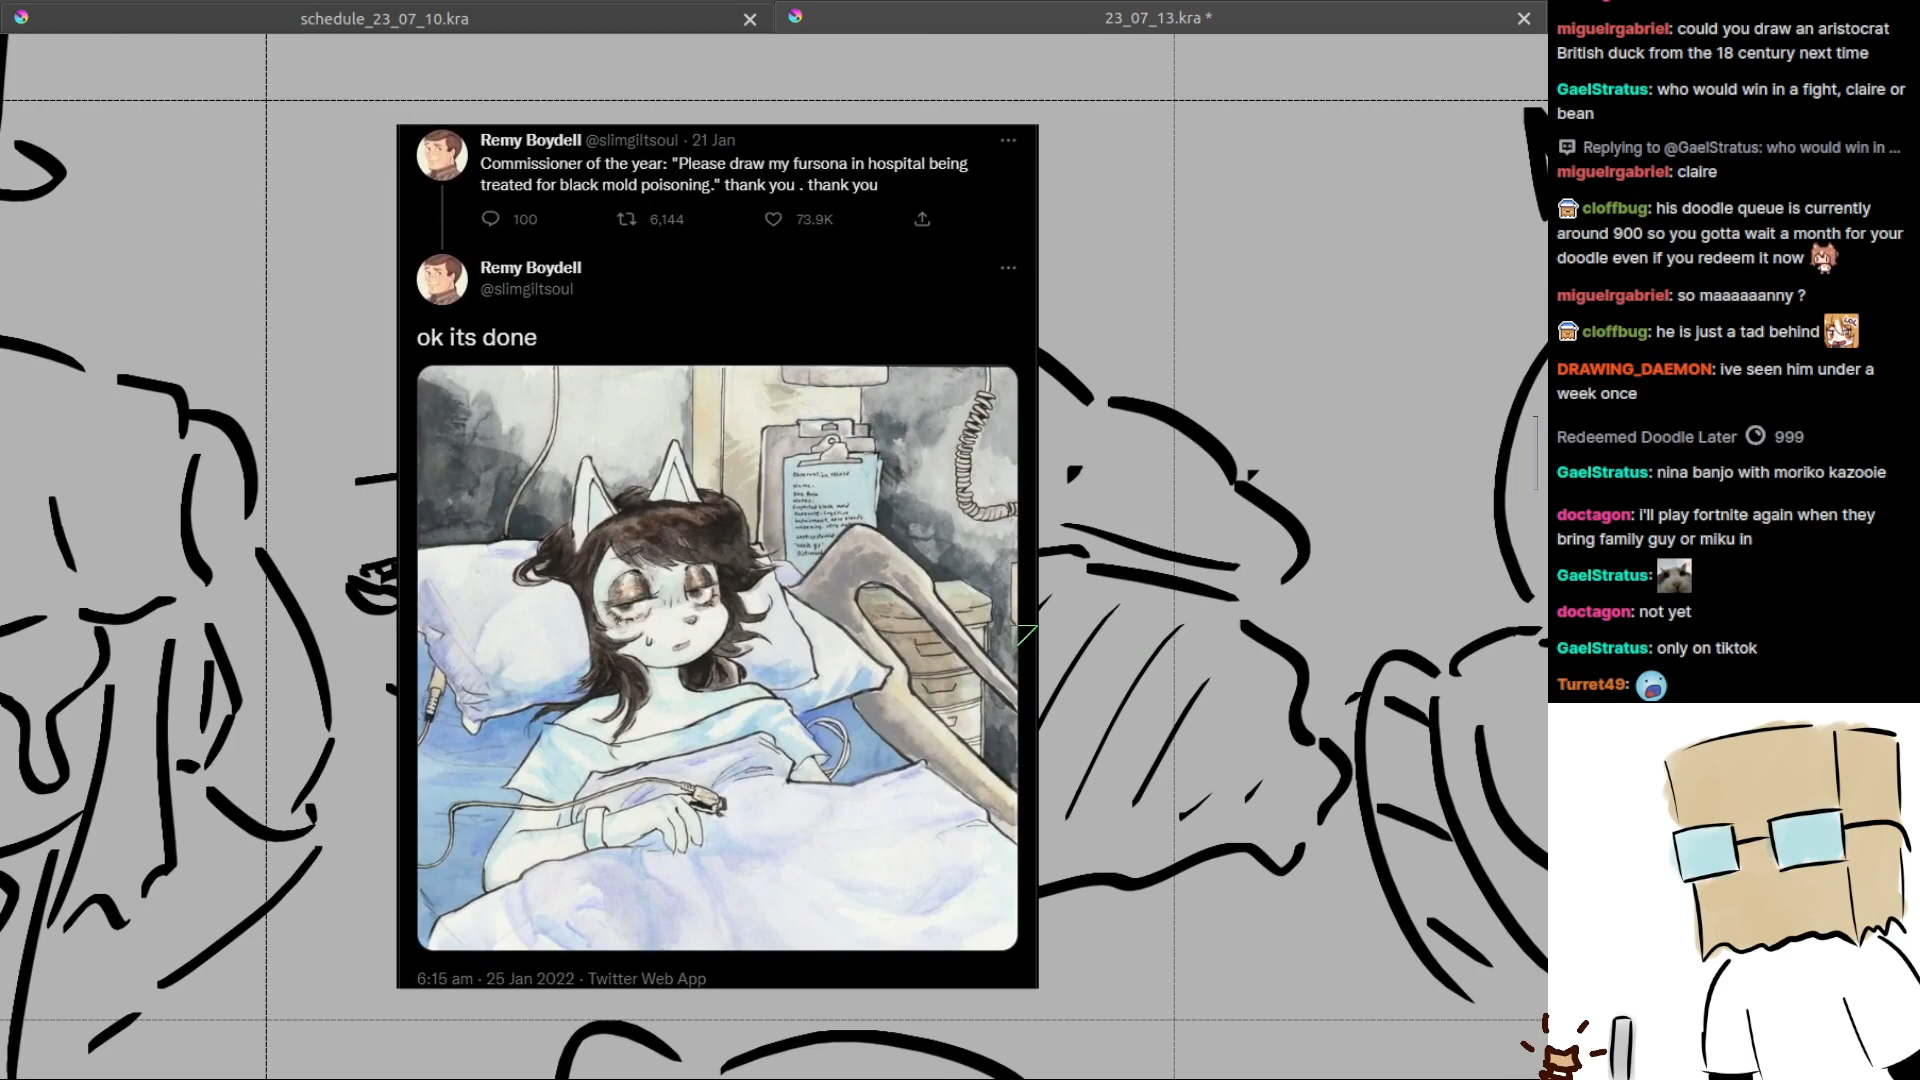 schedule_23_07_10.kra
23_07_13.kra *
Remy Boydell @slimgiltsoul · 21 Jan
Commissioner of the year: "Please draw my fursona in hospital being
treated for black mold poisoning." thank you . thank you
100
6,144
73.9K
Remy Boydell
@slimgiltsoul
ok its done
6:15 am · 25 Jan 2022 · Twitter Web App
miguelrgabriel: could you draw an aristocrat
British duck from the 18 century next time
GaelStratus: who would win in a fight, claire or
bean
Replying to @GaelStratus: who would win in ...
miguelrgabriel: claire
cloffbug: his doodle queue is currently
around 900 so you gotta wait a month for your
doodle even if you redeem it now
miguelrgabriel: so maaaaaanny ?
cloffbug: he is just a tad behind
DRAWING_DAEMON: ive seen him under a
week once
Redeemed Doodle Later 999
GaelStratus: nina banjo with moriko kazooie
doctagon: i'll play fortnite again when they
bring family guy or miku in
GaelStratus:
doctagon: not yet
GaelStratus: only on tiktok
Turret49: